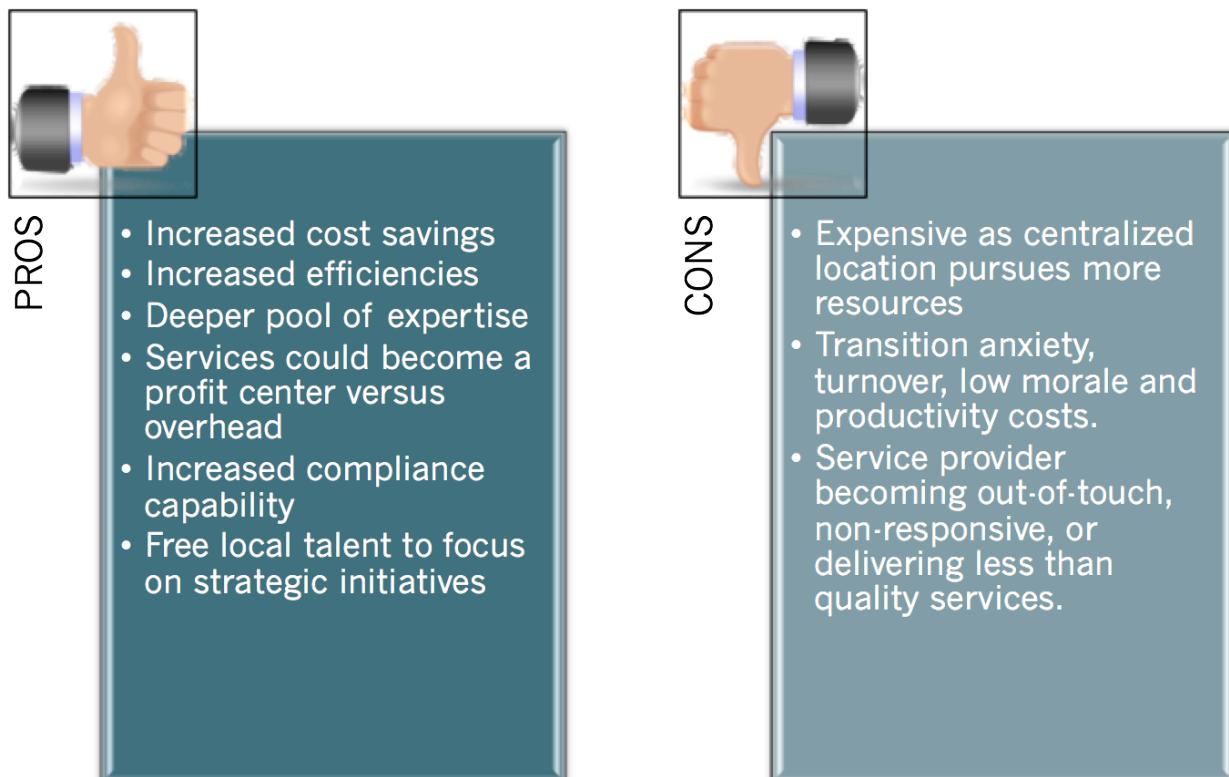 PROS
• Increased cost savings
• Increased efficiencies
• Deeper pool of expertise
• Services could become a
profit center versus
overhead
• Increased compliance
capability
• Free local talent to focus
on strategic initiatives
CONS
• Expensive as centralized
location pursues more
resources
• Transition anxiety,
turnover, low morale and
productivity costs.
• Service provider
becoming out-of-touch,
non-responsive, or
delivering less than
quality services.